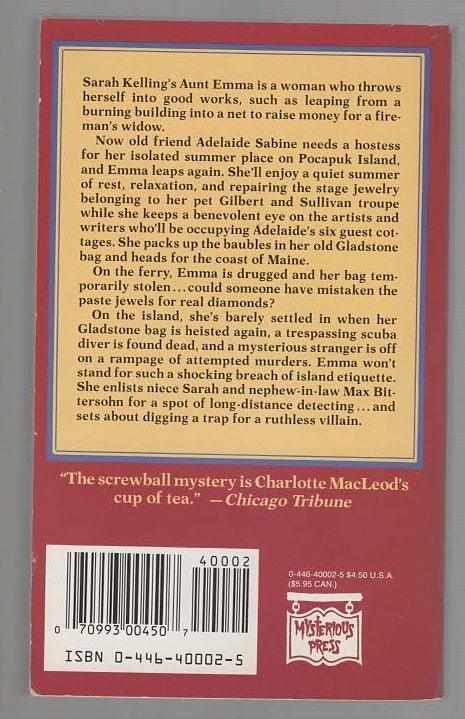 Sarah Kelling's Aunt Emma is a woman who throws
herself into good works, such as leaping from a
burning building into a net to raise money for a fire-
man's widow.
Now old friend Adelaide Sabine needs a hostess
for her isolated summer place on Pocapuk Island,
and Emma leaps again. She'll enjoy a quiet summer
of rest, relaxation, and repairing the stage jewelry
belonging to her pet Gilbert and Sullivan troupe
while she keeps a benevolent eye on the artists and
writers who'll be occupying Adelaide's six guest cot-
tages. She packs up the baubles in her old Gladstone
bag and heads for the coast of Maine.
On the ferry, Emma is drugged and her bag tem-
porarily stolen...could someone have mistaken the
paste jewels for real diamonds?
On the island, she's barely settled in when her
Gladstone bag is heisted again, a trespassing scuba
diver is found dead, and a mysterious stranger is off
on a rampage of attempted murders. Emma won't
stand for such a shocking breach of island etiquette.
She enlists niece Sarah and nephew-in-law Max Bit-
tersohn for a spot of long-distance detecting...and
sets about digging a trap for a ruthless villain.
"The screwball mystery is Charlotte MacLeod's
cup of tea." —Chicago Tribune
40002
0 70993 00450 7
ISBN 0-446-40002-5
0-446-40002-5 $4.50 U.S.A.
($5.95 CAN.)
MYSTERIOUS
PRESS